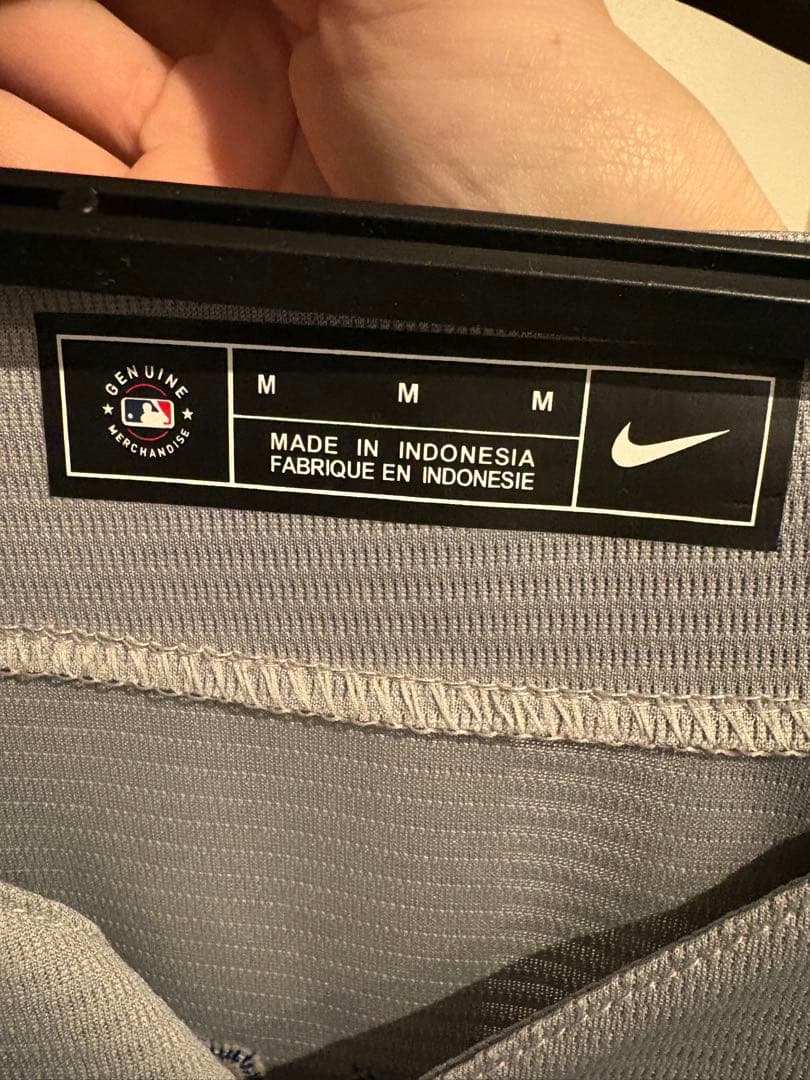 GENUINE
MERCHANDISE
M M M
MADE IN INDONESIA
FABRIQUE EN INDONESIE